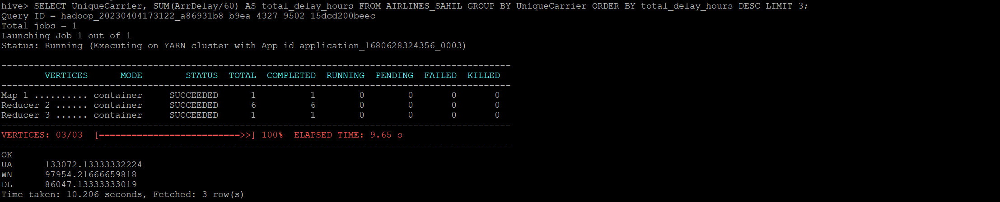 hive> SELECT UniqueCarrier, SUM(ArrDelay/60) AS total_delay_hours FROM AIRLINES_SAHIL GROUP BY UniqueCarrier ORDER BY total_delay_hours DESC LIMIT 3;
Query ID = hadoop_20230404173122_a86931b8-b9ea-4327-9502-15dcd200beec
Total jobs = 1
Launching Job 1 out of 1
Status: Running (Executing on YARN cluster with App id application_1680628324356_0003)
----------------------------------------------------------------------------------------------
        VERTICES      MODE        STATUS  TOTAL  COMPLETED  RUNNING  PENDING  FAILED  KILLED
----------------------------------------------------------------------------------------------
Map 1 .......... container     SUCCEEDED      1          1        0        0       0       0
Reducer 2 ...... container     SUCCEEDED      6          6        0        0       0       0
Reducer 3 ...... container     SUCCEEDED      1          1        0        0       0       0
----------------------------------------------------------------------------------------------
VERTICES: 03/03  [==========================>>] 100%  ELAPSED TIME: 9.65 s
----------------------------------------------------------------------------------------------
OK
UA      133072.13333332224
WN      97954.21666659818
DL      86047.13333333019
Time taken: 10.206 seconds, Fetched: 3 row(s)